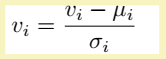 $v_i = \frac{v_i - \mu_i}{\sigma_i}$